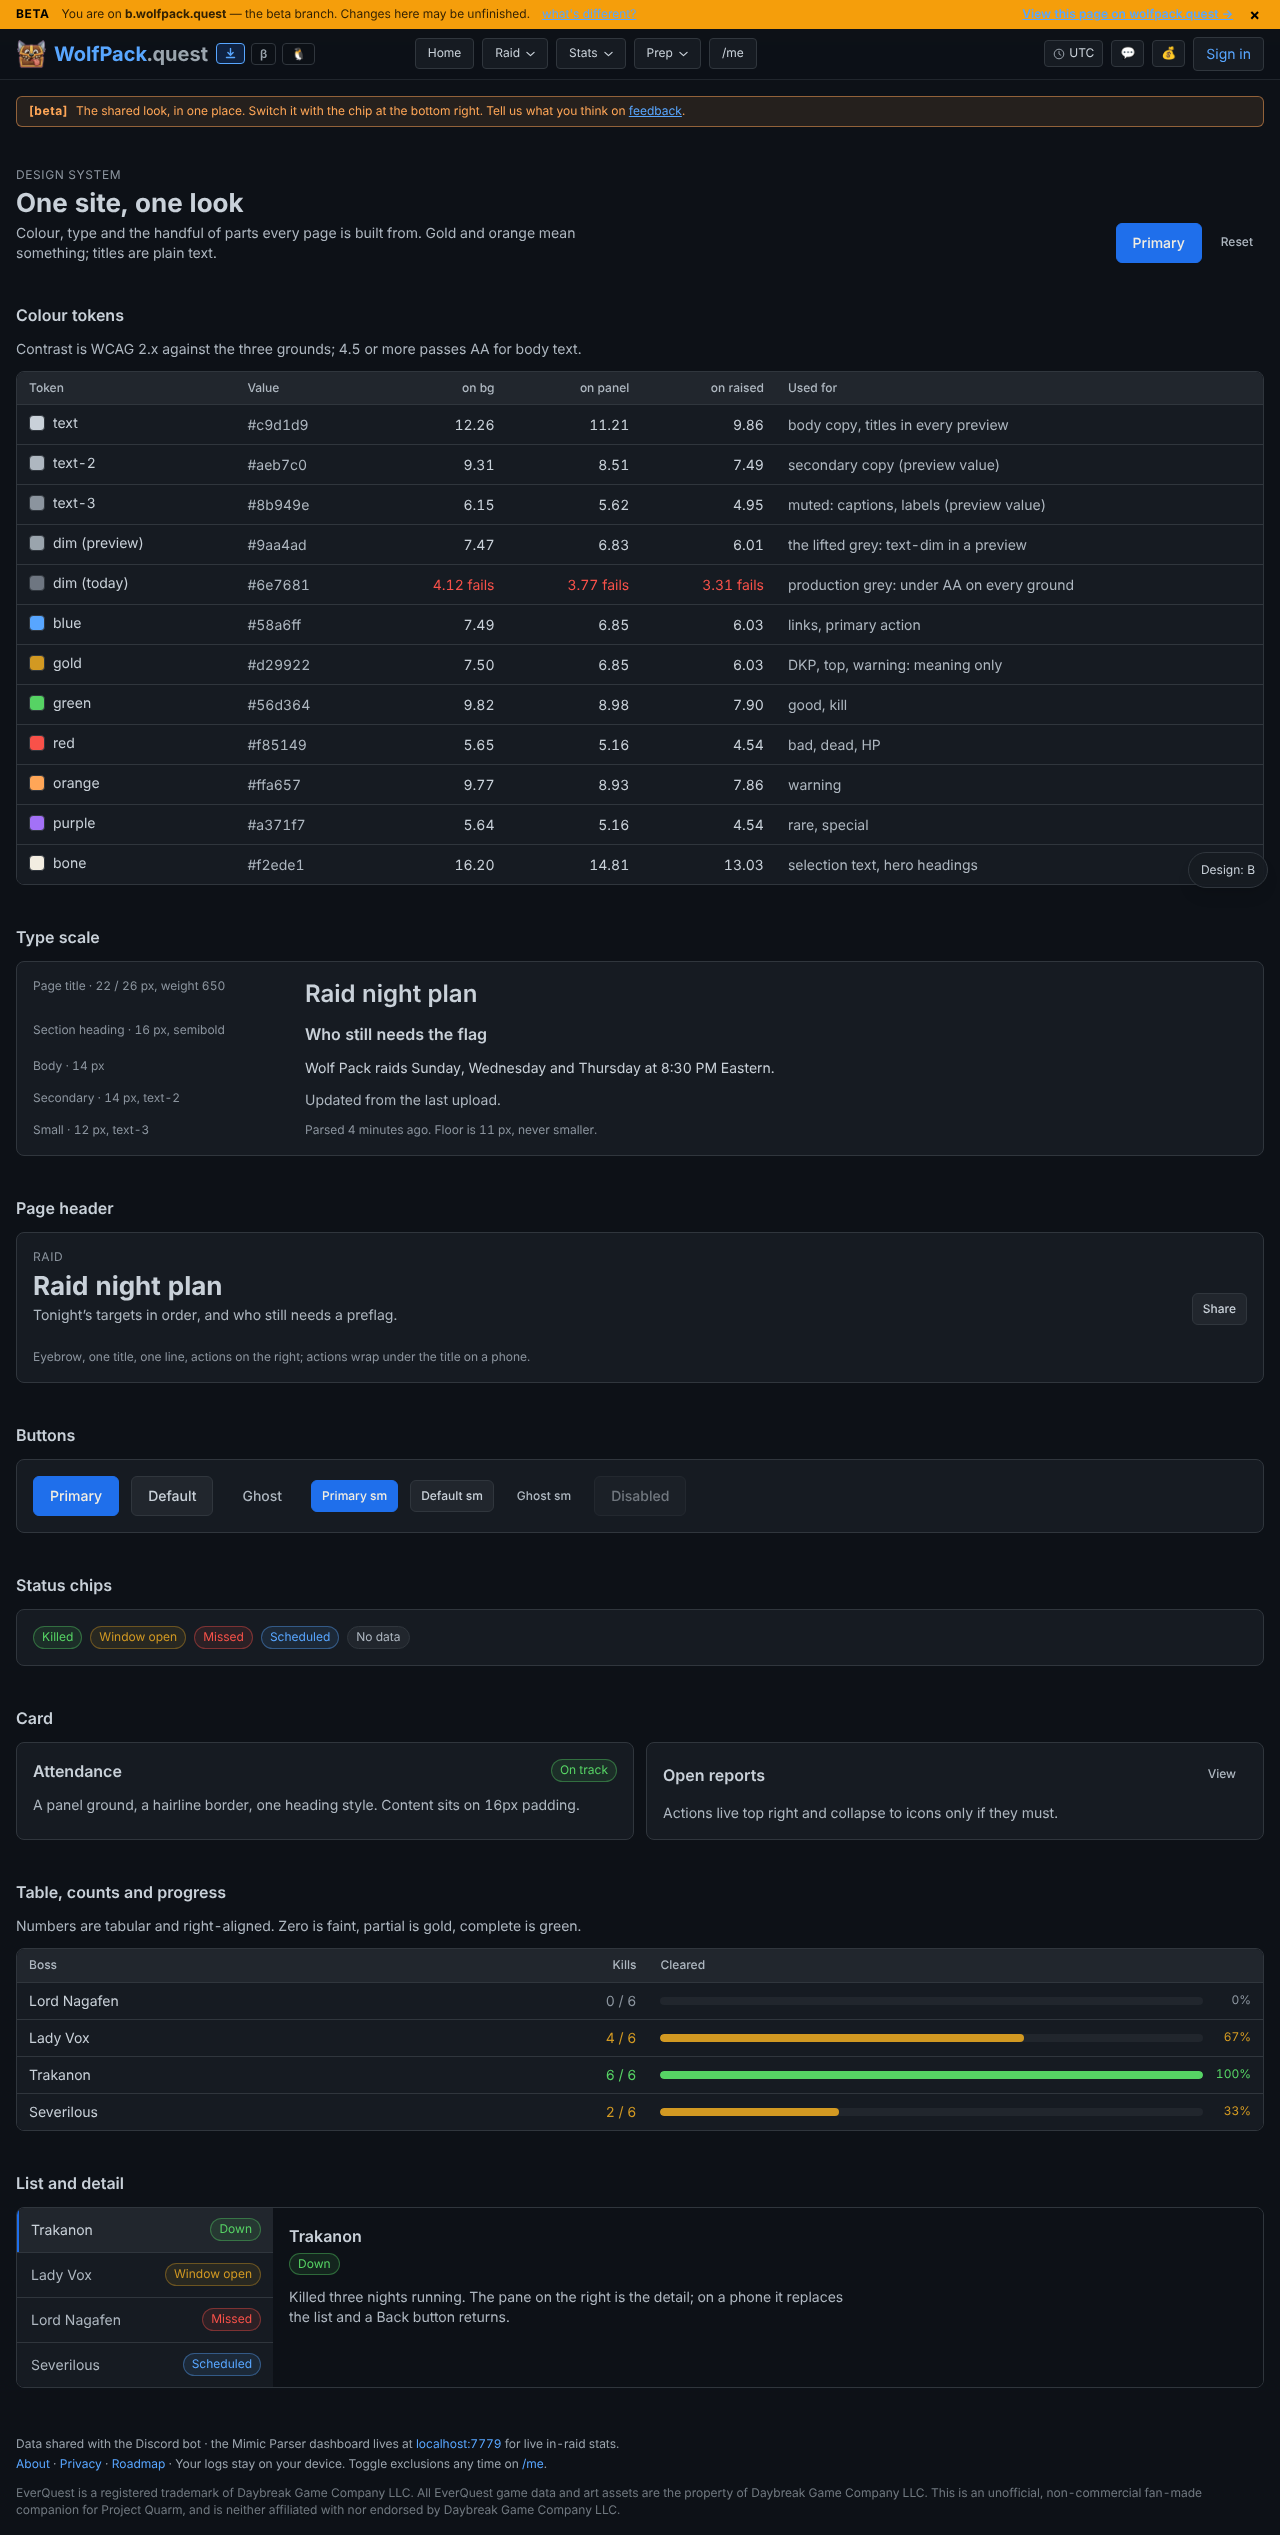 BETA You are on b.wolfpack.quest — the beta branch. Changes here may be unfinished. what's different? View this page on wolfpack.quest → ×
WolfPack.quest β Home Raid Stats Prep /me UTC Sign in
[beta] The shared look, in one place. Switch it with the chip at the bottom right. Tell us what you think on feedback.
DESIGN SYSTEM
One site, one look
Colour, type and the handful of parts every page is built from. Gold and orange mean
something; titles are plain text.
Primary Reset
Colour tokens
Contrast is WCAG 2.x against the three grounds; 4.5 or more passes AA for body text.
Token Value on bg on panel on raised Used for
text #c9d1d9 12.26 11.21 9.86 body copy, titles in every preview
text-2 #aeb7c0 9.31 8.51 7.49 secondary copy (preview value)
text-3 #8b949e 6.15 5.62 4.95 muted: captions, labels (preview value)
dim (preview) #9aa4ad 7.47 6.83 6.01 the lifted grey: text-dim in a preview
dim (today) #6e7681 4.12 fails 3.77 fails 3.31 fails production grey: under AA on every ground
blue #58a6ff 7.49 6.85 6.03 links, primary action
gold #d29922 7.50 6.85 6.03 DKP, top, warning: meaning only
green #56d364 9.82 8.98 7.90 good, kill
red #f85149 5.65 5.16 4.54 bad, dead, HP
orange #ffa657 9.77 8.93 7.86 warning
purple #a371f7 5.64 5.16 4.54 rare, special
bone #f2ede1 16.20 14.81 13.03 selection text, hero headings
Design: B
Type scale
Page title · 22 / 26 px, weight 650 Raid night plan
Section heading · 16 px, semibold Who still needs the flag
Body · 14 px Wolf Pack raids Sunday, Wednesday and Thursday at 8:30 PM Eastern.
Secondary · 14 px, text-2 Updated from the last upload.
Small · 12 px, text-3 Parsed 4 minutes ago. Floor is 11 px, never smaller.
Page header
RAID
Raid night plan
Tonight's targets in order, and who still needs a preflag.
Share
Eyebrow, one title, one line, actions on the right; actions wrap under the title on a phone.
Buttons
Primary Default Ghost Primary sm Default sm Ghost sm Disabled
Status chips
Killed Window open Missed Scheduled No data
Card
Attendance On track
A panel ground, a hairline border, one heading style. Content sits on 16px padding.
Open reports View
Actions live top right and collapse to icons only if they must.
Table, counts and progress
Numbers are tabular and right-aligned. Zero is faint, partial is gold, complete is green.
Boss Kills Cleared
Lord Nagafen 0 / 6 0%
Lady Vox 4 / 6 67%
Trakanon 6 / 6 100%
Severilous 2 / 6 33%
List and detail
Trakanon Down
Lady Vox Window open
Lord Nagafen Missed
Severilous Scheduled
Trakanon
Down
Killed three nights running. The pane on the right is the detail; on a phone it replaces
the list and a Back button returns.
Data shared with the Discord bot · the Mimic Parser dashboard lives at localhost:7779 for live in-raid stats.
About · Privacy · Roadmap · Your logs stay on your device. Toggle exclusions any time on /me.
EverQuest is a registered trademark of Daybreak Game Company LLC. All EverQuest game data and art assets are the property of Daybreak Game Company LLC. This is an unofficial, non-commercial fan-made
companion for Project Quarm, and is neither affiliated with nor endorsed by Daybreak Game Company LLC.